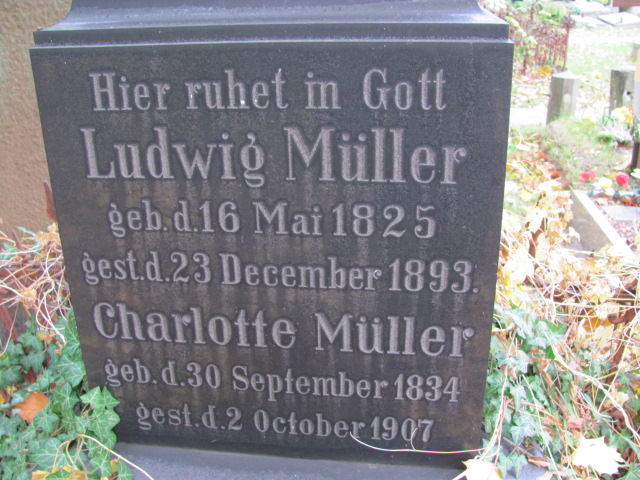 Hier ruhet in Gott
Ludwig Müller
geb. d. 16 Mai 1825
gest. d. 23 December 1893.
Charlotte Müller
geb. d. 30 September 1834
gest. d. 2 October 1907